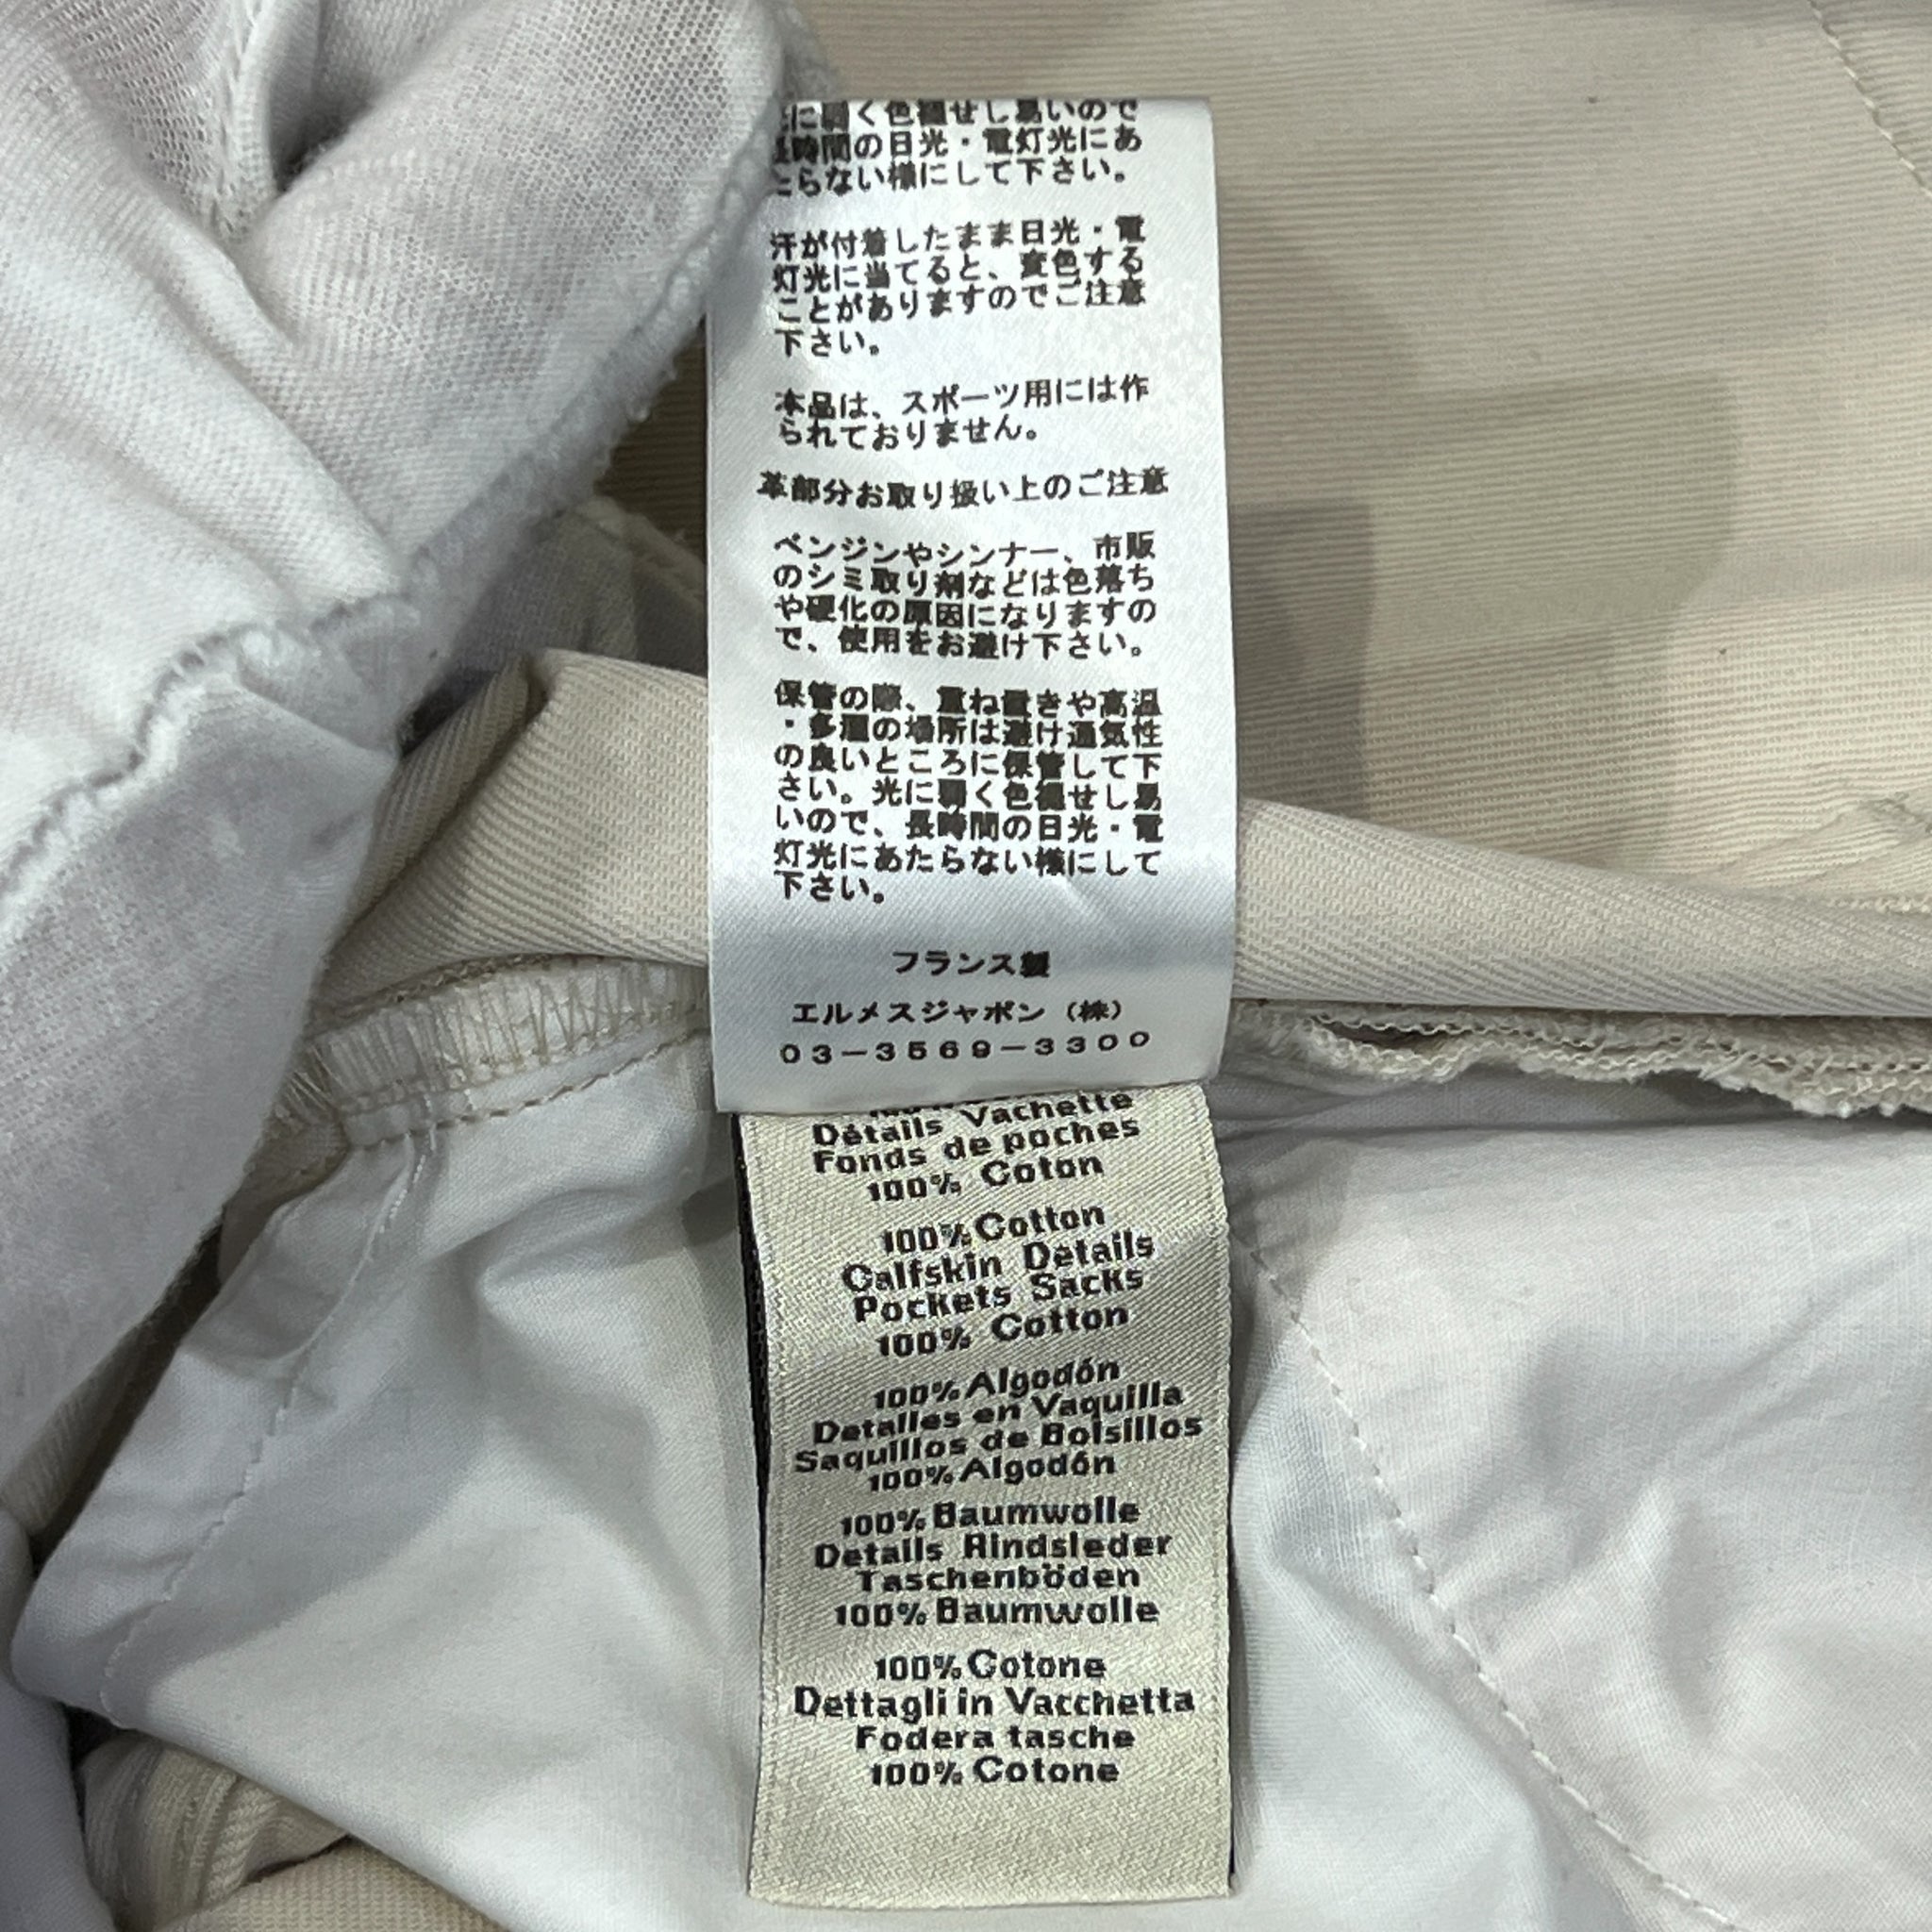 に弱く色褪せし易いので
長時間の日光・電灯光にあ
たらない様にして下さい。
汗が付着したまま日光・電
灯光に当てると、変色する
ことがありますのでご注意
下さい。
本品は、スポーツ用には作
られておりません。
革部分お取り扱い上のご注意
ベンジンやシンナー、市販
のシミ取り剤などは色落ち
や硬化の原因になりますの
で、使用をお避け下さい。
保管の際、重ね置きや高温
・多湿の場所は避け通気性
の良いところに保管して下
さい。光に弱く色褪せし易
いので、長時間の日光・電
灯光にあたらない様にして
下さい。
フランス製
エルメスジャポン（株）
03－3569－3300
Détails Vachette
Fonds de poches
100% Coton
100% Cotton
Calfskin Details
Pockets Sacks
100% Cotton
100% Algodón
Detalles en Vaquilla
Saquillos de Bolsillos
100% Algodón
100% Baumwolle
Details Rindsleder
Taschenböden
100% Baumwolle
100% Cotone
Dettagli in Vacchetta
Fodera tasche
100% Cotone